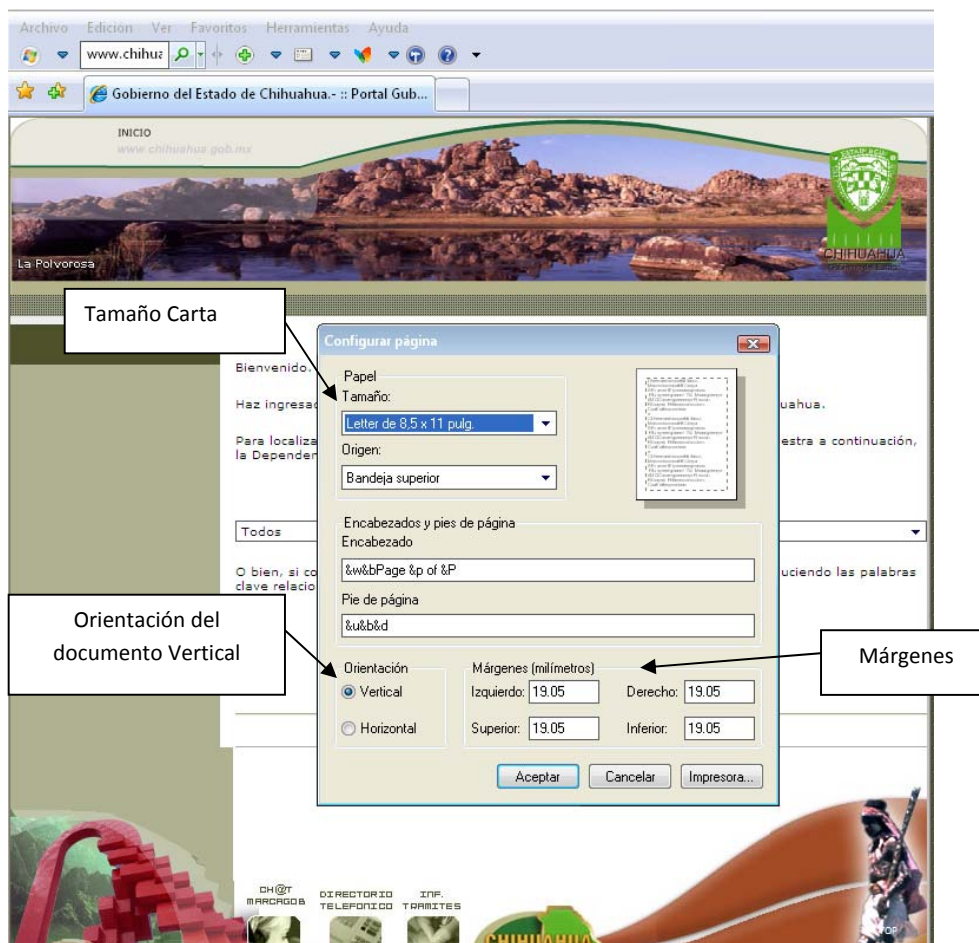 Archivo Edición Ver Favoritos Herramientas Ayuda
www.chihua
Gobierno del Estado de Chihuahua.- :: Portal Gub...
INICIO
www.chihuahua.gob.mx
La Polvorosa
CHIHUAHUA
Tamaño Carta
Configurar página
Bienvenido.
Papel
Tamaño:
Haz ingresad
uahua.
Letter de 8,5 x 11 pulg.
Para localiza
estra a continuación,
la Dependen
Origen:
Bandeja superior
Encabezados y pies de página
Todos
Encabezado
&w&bPage &p of &P
O bien, si co
uciendo las palabras
clave relacio
Pie de página
&u&b&d
Orientación del
documento Vertical
Márgenes
Orientación
Márgenes (milímetros)
Vertical
Izquierdo: 19.05 Derecho: 19.05
Horizontal
Superior: 19.05 Inferior: 19.05
Aceptar Cancelar Impresora...
CH@T
MARCAGOB
DIRECTORIO
TELEFONICO
INF.
TRAMITES
CHIHUAHUA
TOP